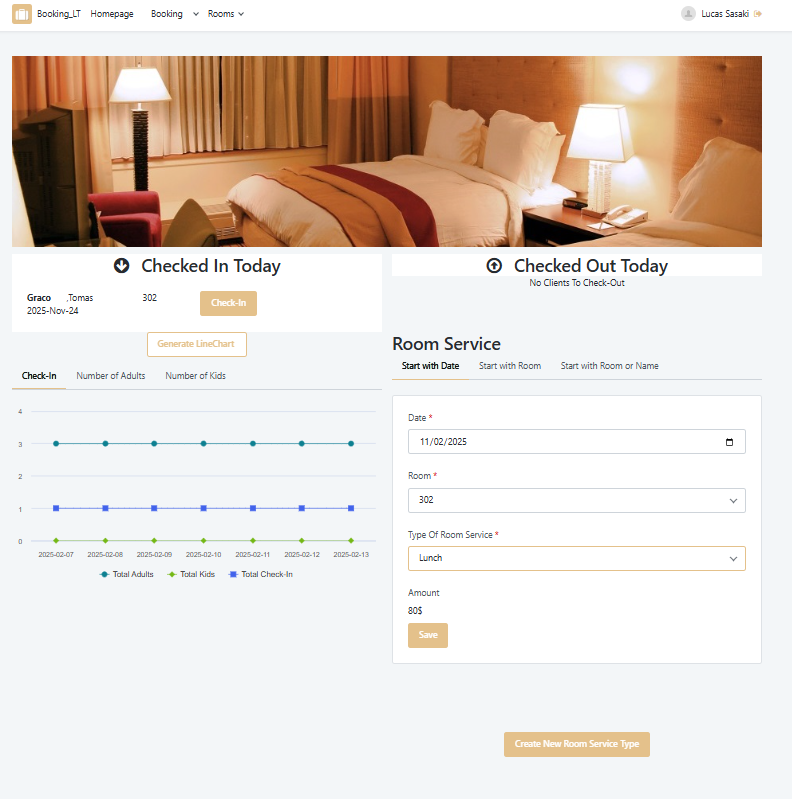 Booking_LT Homepage Booking Rooms Lucas Sasaki
Checked In Today
Graco ,Tomas 302 Check-In
2025-Nov-24
Generate LineChart
Check-In Number of Adults Number of Kids
4
3
2
1
0
2025-02-07 2025-02-08 2025-02-09 2025-02-10 2025-02-11 2025-02-12 2025-02-13
Total Adults Total Kids Total Check-In
Checked Out Today
No Clients To Check-Out
Room Service
Start with Date Start with Room Start with Room or Name
Date *
11/02/2025
Room *
302
Type Of Room Service *
Lunch
Amount
80$
Save
Create New Room Service Type